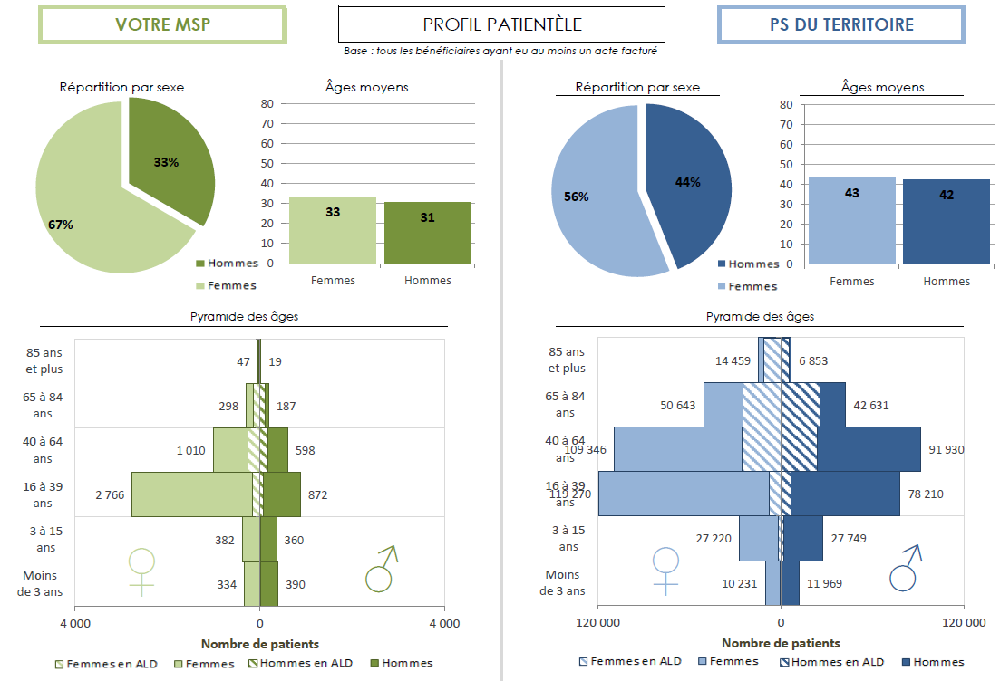 VOTRE MSP
PROFIL PATIENTÈLE
PS DU TERRITOIRE
Base : tous les bénéficiaires ayant eu au moins un acte facturé
Répartition par sexe
33%
67%
Hommes
Femmes
Âges moyens
80
70
60
50
40
30
20
10
0
33
31
Femmes
Hommes
Répartition par sexe
56%
44%
Hommes
Femmes
Âges moyens
80
70
60
50
40
30
20
10
0
43
42
Femmes
Hommes
Pyramide des âges
85 ans
et plus
47 19
65 à 84
ans
298 187
40 à 64
ans
1 010 598
16 à 39
ans
2 766 872
3 à 15
ans
382 360
Moins
de 3 ans
334 390
4 000 0 4 000
Nombre de patients
Femmes en ALD Femmes Hommes en ALD Hommes
Pyramide des âges
85 ans
et plus
14 459 6 853
65 à 84
ans
50 643 42 631
40 à 64
ans
109 346 91 930
16 à 39
ans
119 270 78 210
3 à 15
ans
27 220 27 749
Moins
de 3 ans
10 231 11 969
120 000 0 120 000
Nombre de patients
Femmes en ALD Femmes Hommes en ALD Hommes